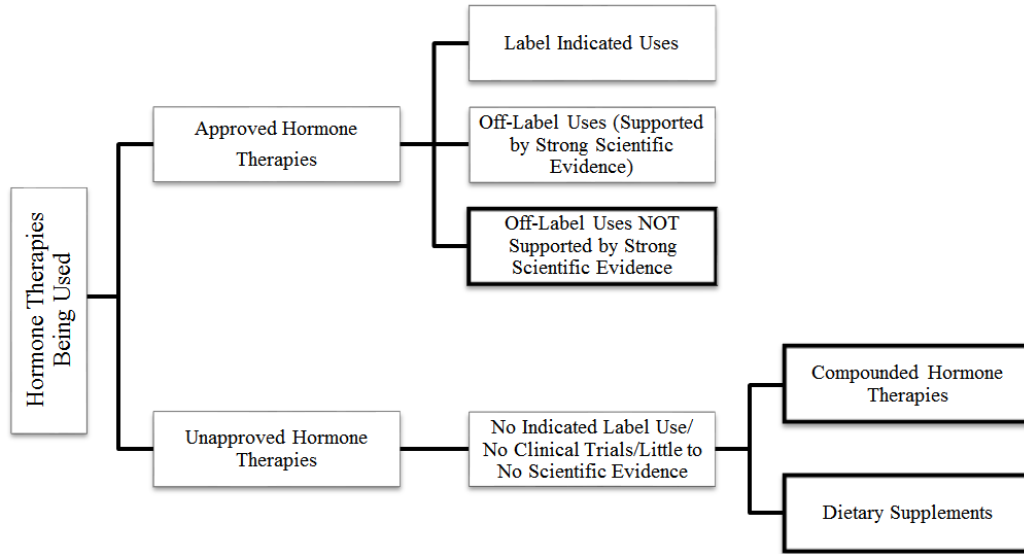 Label Indicated Uses
Approved Hormone
Therapies
Off-Label Uses (Supported
by Strong Scientific
Evidence)
Off-Label Uses NOT
Supported by Strong
Scientific Evidence
Hormone Therapies
Being Used
Unapproved Hormone
Therapies
No Indicated Label Use/
No Clinical Trials/Little to
No Scientific Evidence
Compounded Hormone
Therapies
Dietary Supplements